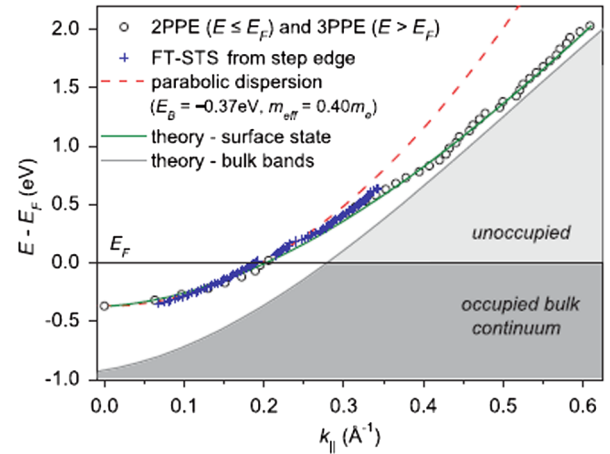 2PPE (E ≤ E_F) and 3PPE (E > E_F)
FT-STS from step edge
parabolic dispersion
(E_B = −0.37eV, m_eff = 0.40m_o)
theory - surface state
theory - bulk bands
2.0
1.5
1.0
0.5
0.0
-0.5
-1.0
E - E_F (eV)
E_F
unoccupied
occupied bulk
continuum
0.0 0.1 0.2 0.3 0.4 0.5 0.6
k_|| (Å⁻¹)